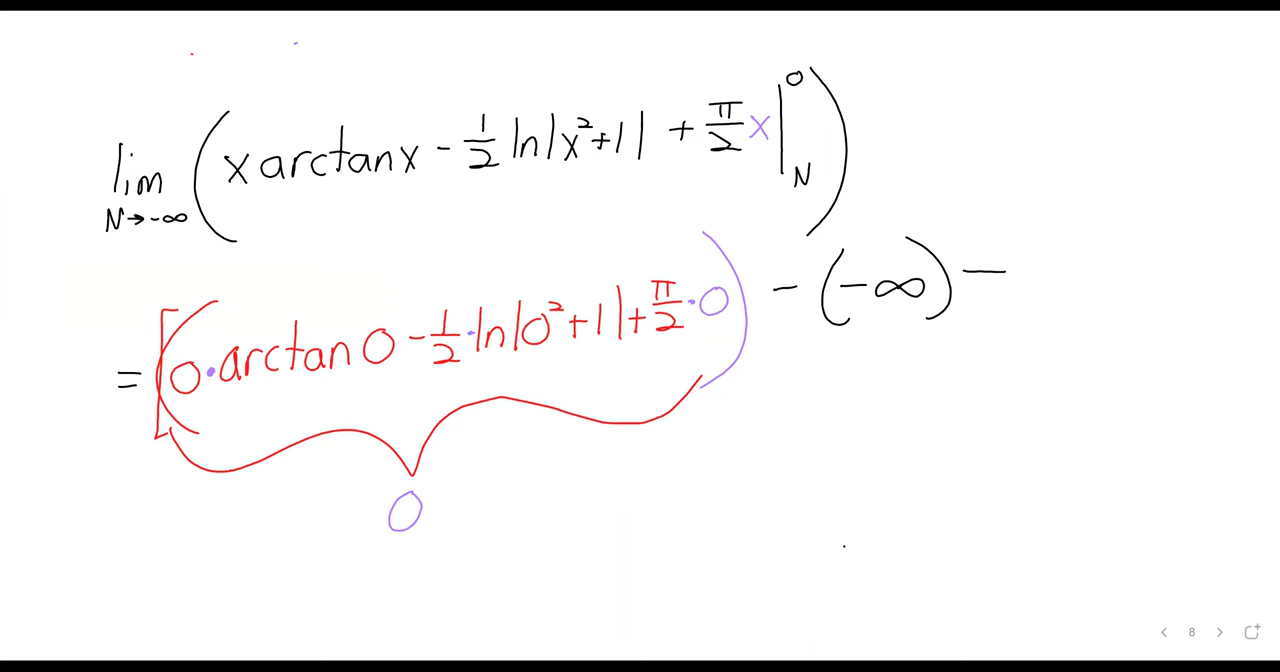 lim N→-∞ ( x arctan x - 1/2 ln|x²+1| + π/2 x |_N^0 )
= [( 0·arctan 0 - 1/2·ln|0²+1| + π/2·0 ) - (-∞) -
0
8